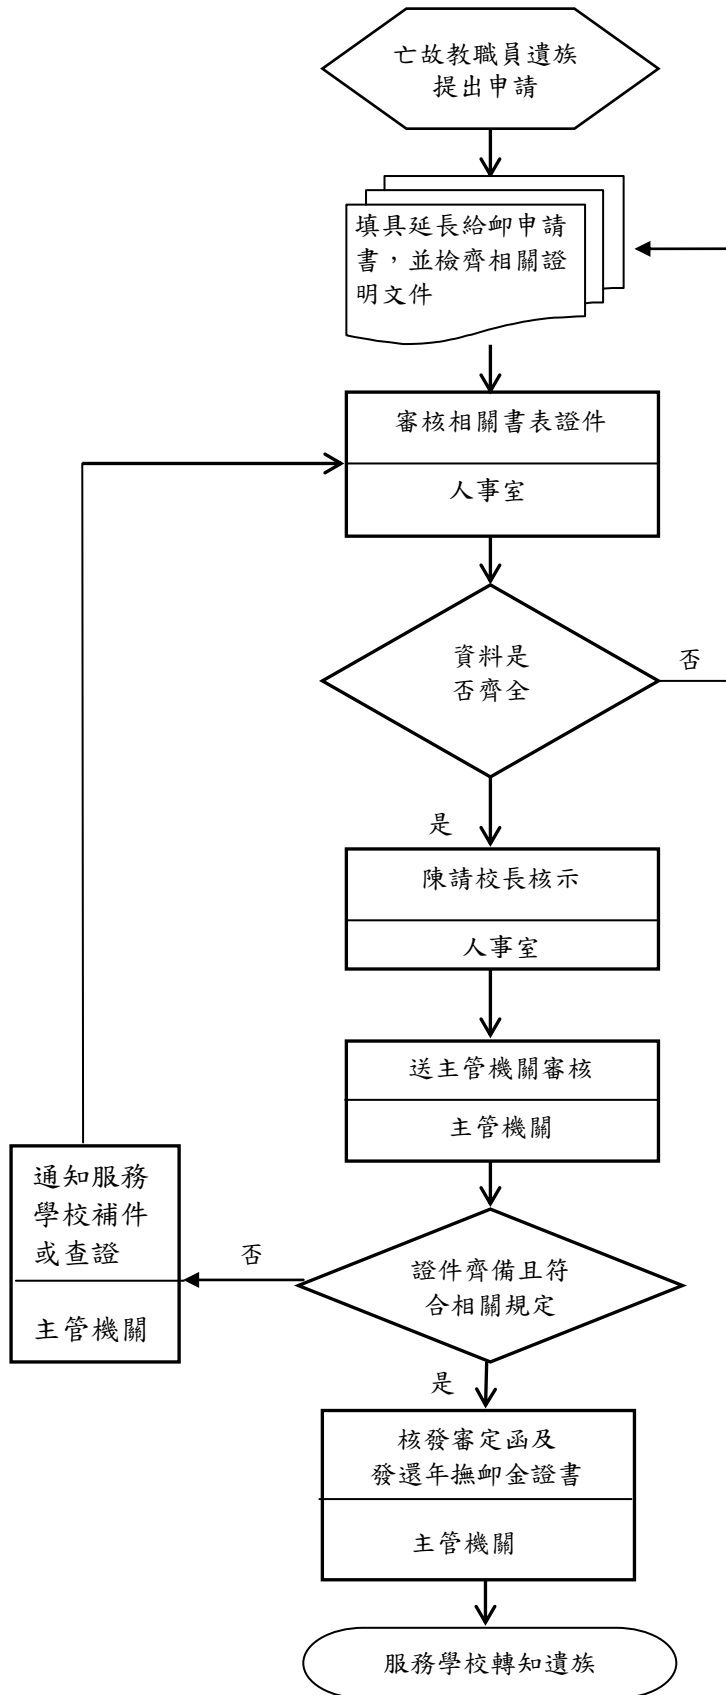 亡故教職員遺族
提出申請
填具延長給卹申請
書，並檢齊相關證
明文件
審核相關書表證件
人事室
資料是
否齊全
否
是
陳請校長核示
人事室
送主管機關審核
主管機關
通知服務
學校補件
或查證
主管機關
否
證件齊備且符
合相關規定
是
核發審定函及
發還年撫卹金證書
主管機關
服務學校轉知遺族